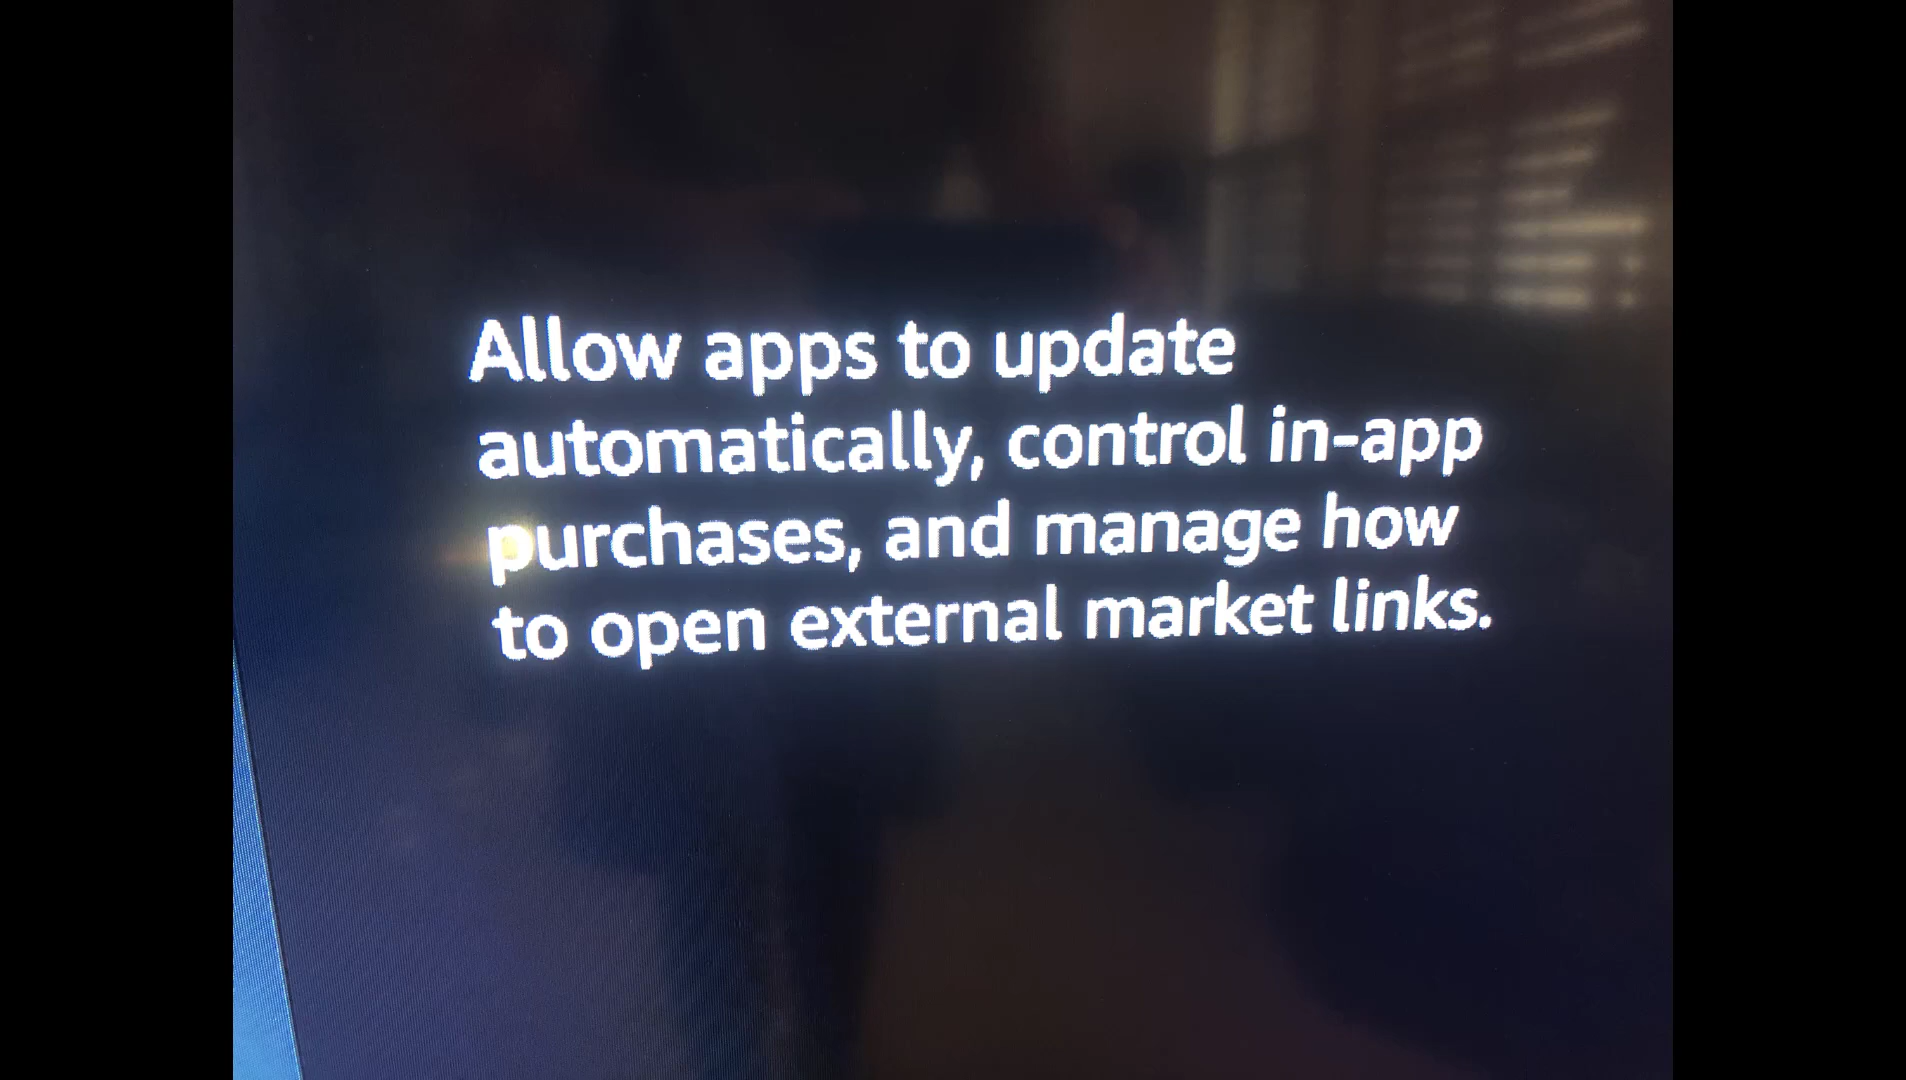 Allow apps to update
automatically, control in-app
purchases, and manage how
to open external market links.